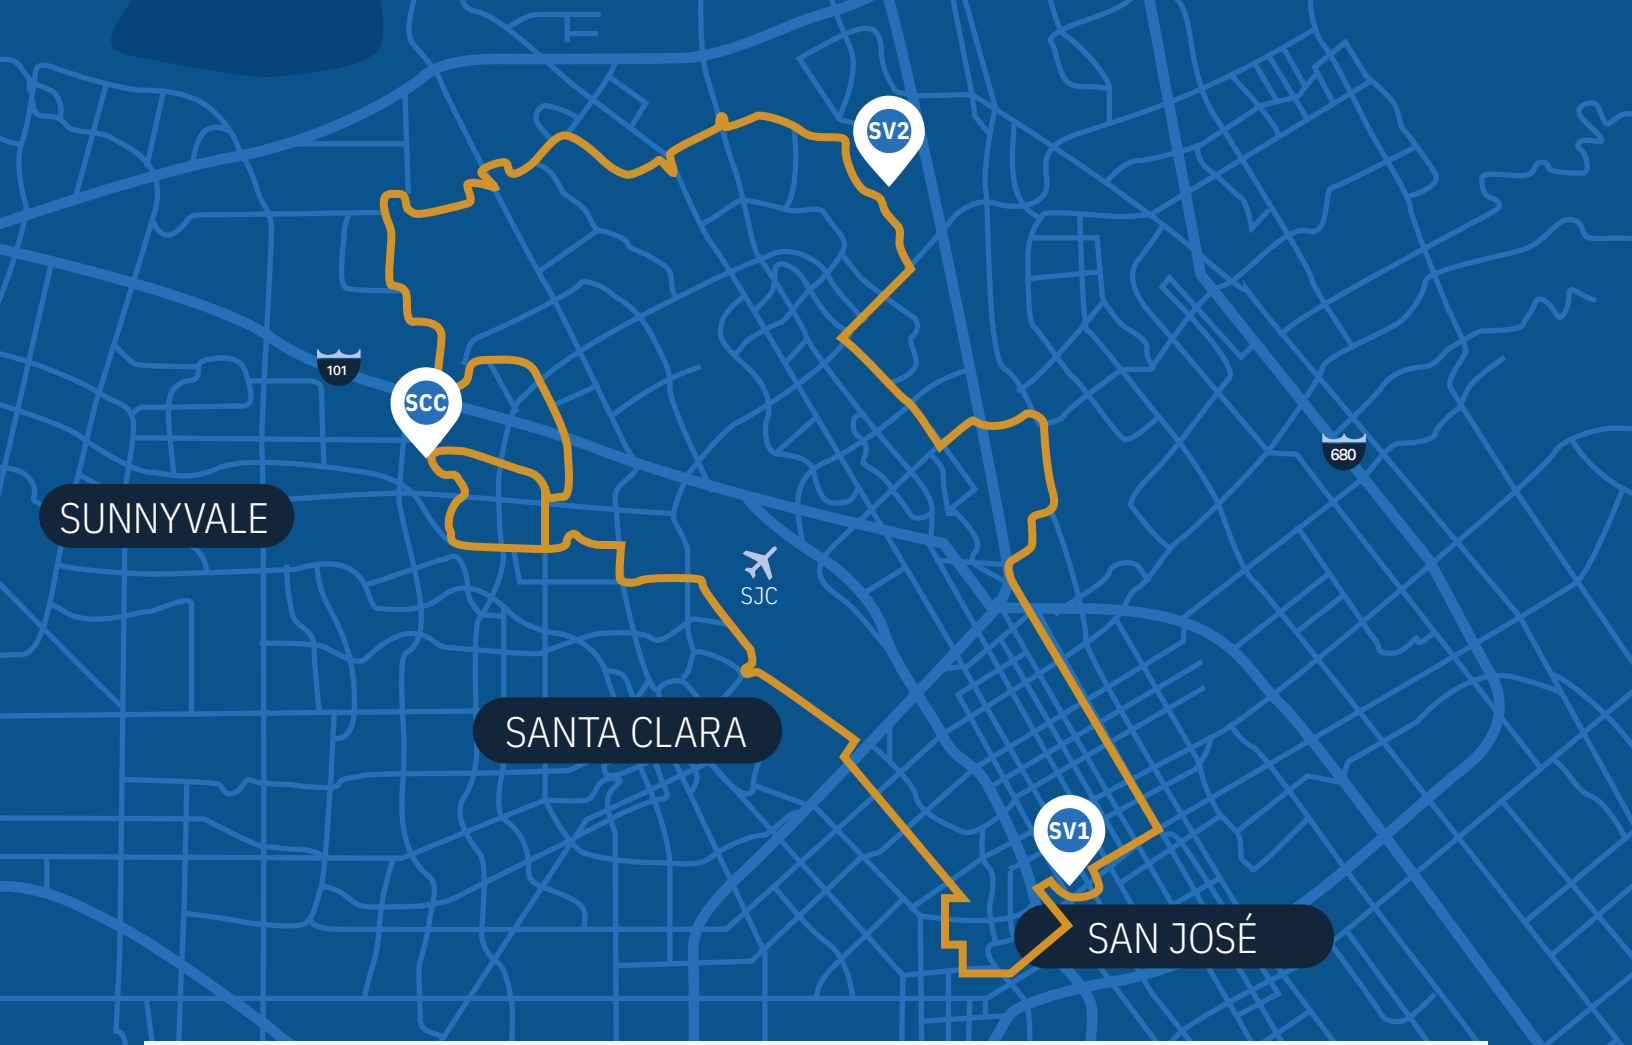 SV2
101
SCC
680
SUNNYVALE
SJC
SANTA CLARA
SV1
SAN JOSÉ